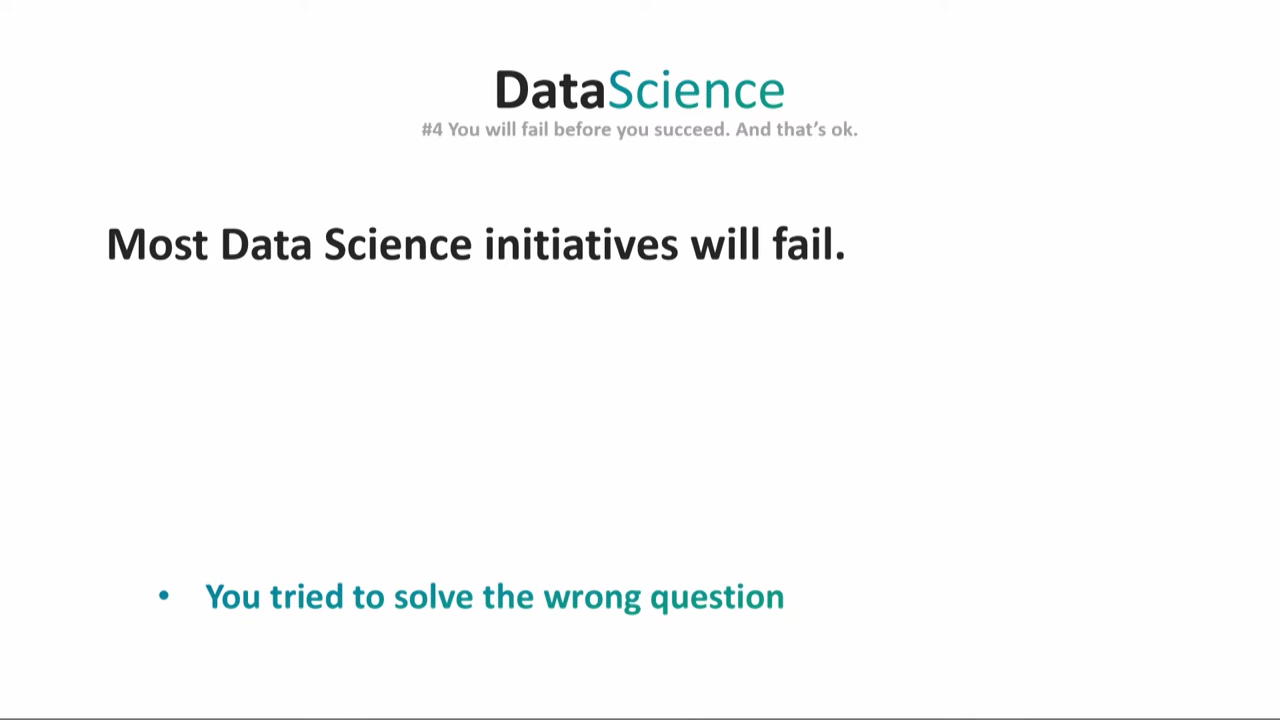 DataScience
#4 You will fail before you succeed. And that’s ok.
Most Data Science initiatives will fail.
• You tried to solve the wrong question